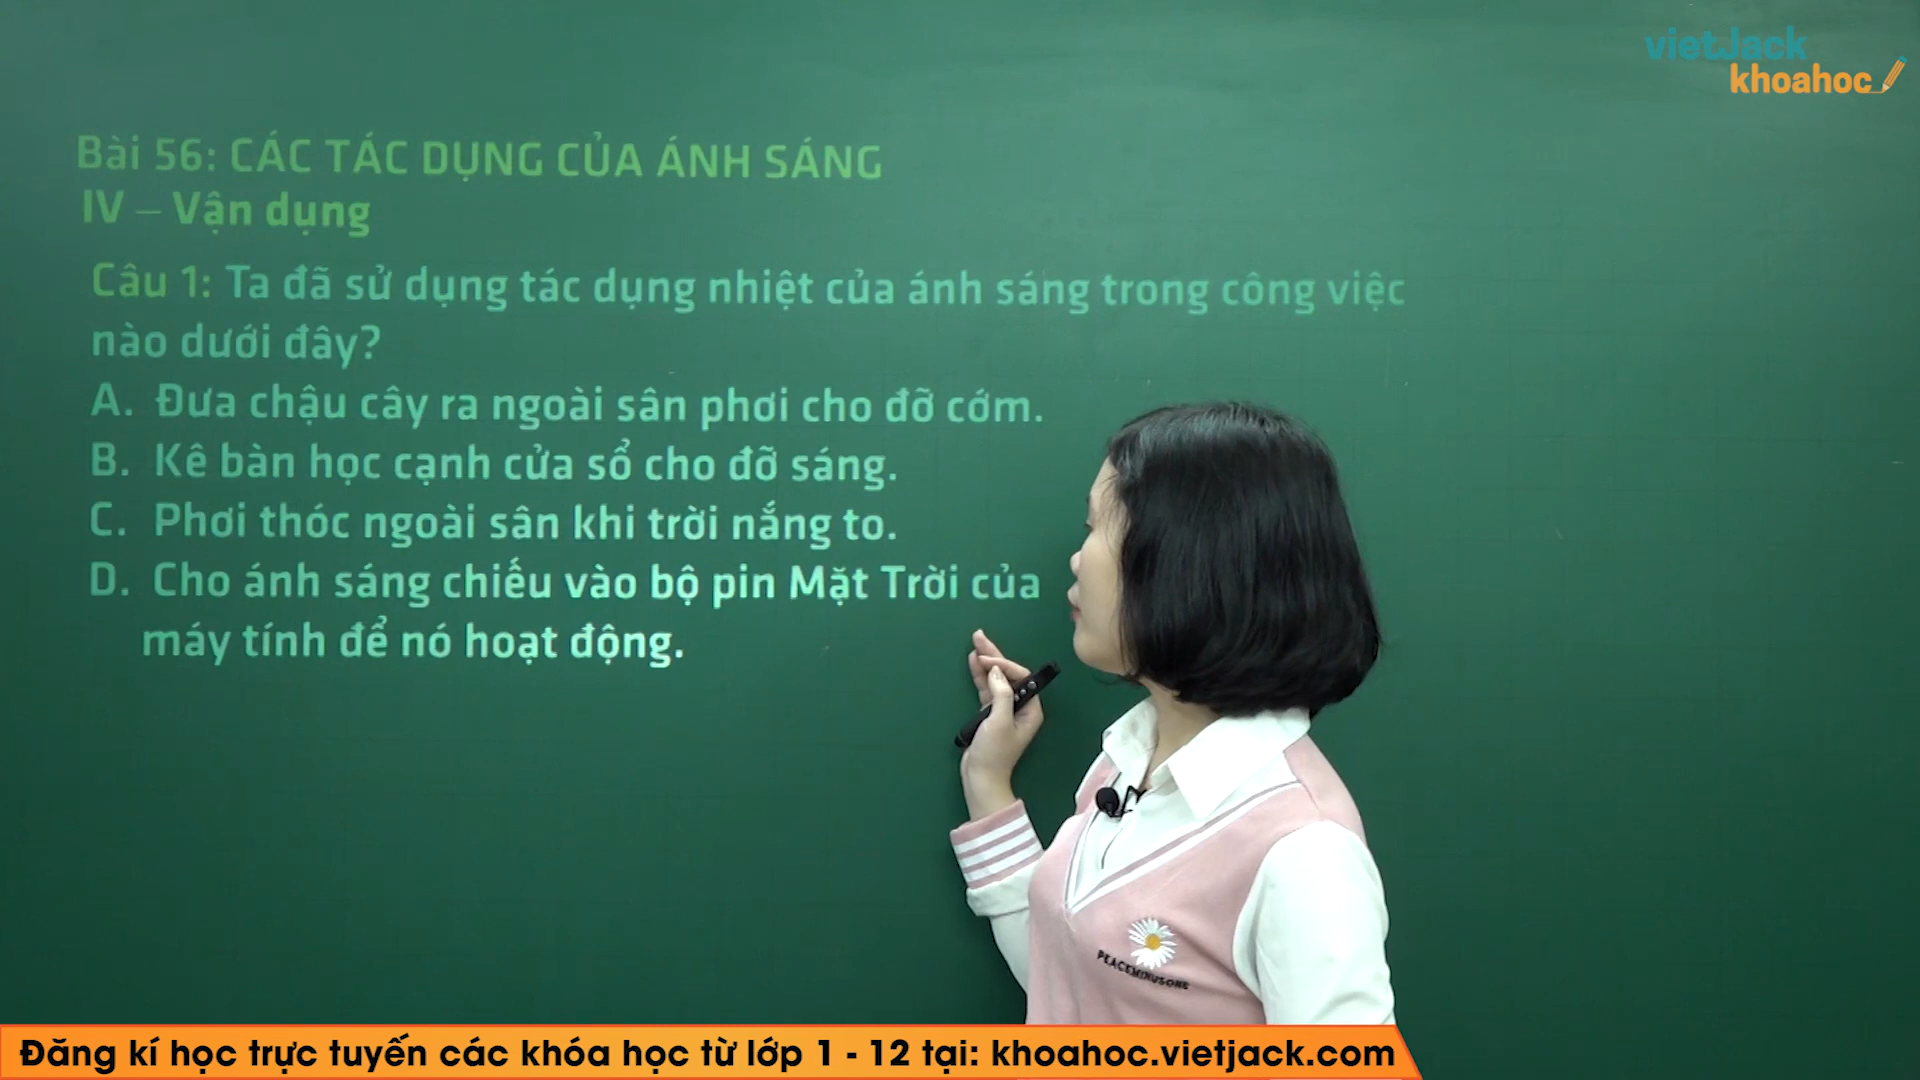 vietJack
khoahoc
Bài 56: CÁC TÁC DỤNG CỦA ÁNH SÁNG
IV – Vận dụng
Câu 1: Ta đã sử dụng tác dụng nhiệt của ánh sáng trong công việc
nào dưới đây?
A. Đưa chậu cây ra ngoài sân phơi cho đỡ cớm.
B. Kê bàn học cạnh cửa sổ cho đỡ sáng.
C. Phơi thóc ngoài sân khi trời nắng to.
D. Cho ánh sáng chiếu vào bộ pin Mặt Trời của
máy tính để nó hoạt động.
PEACEMINUSONE
Đăng kí học trực tuyến các khóa học từ lớp 1 - 12 tại: khoahoc.vietjack.com